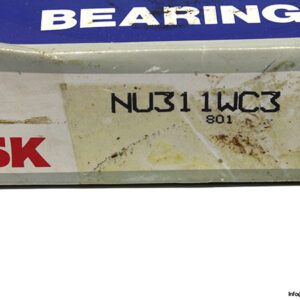 BEARING
NU311WC3
801
SK